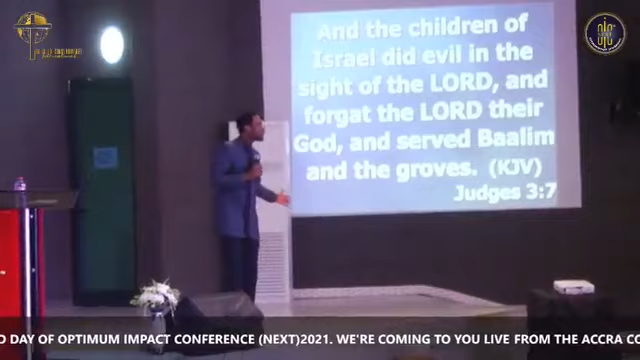 And the children of
Israel did evil in the
sight of the LORD, and
forgat the LORD their
God, and served Baalim
and the groves. (KJV)
Judges 3:7
DAY OF OPTIMUM IMPACT CONFERENCE (NEXT)2021. WE'RE COMING TO YOU LIVE FROM THE ACCRA